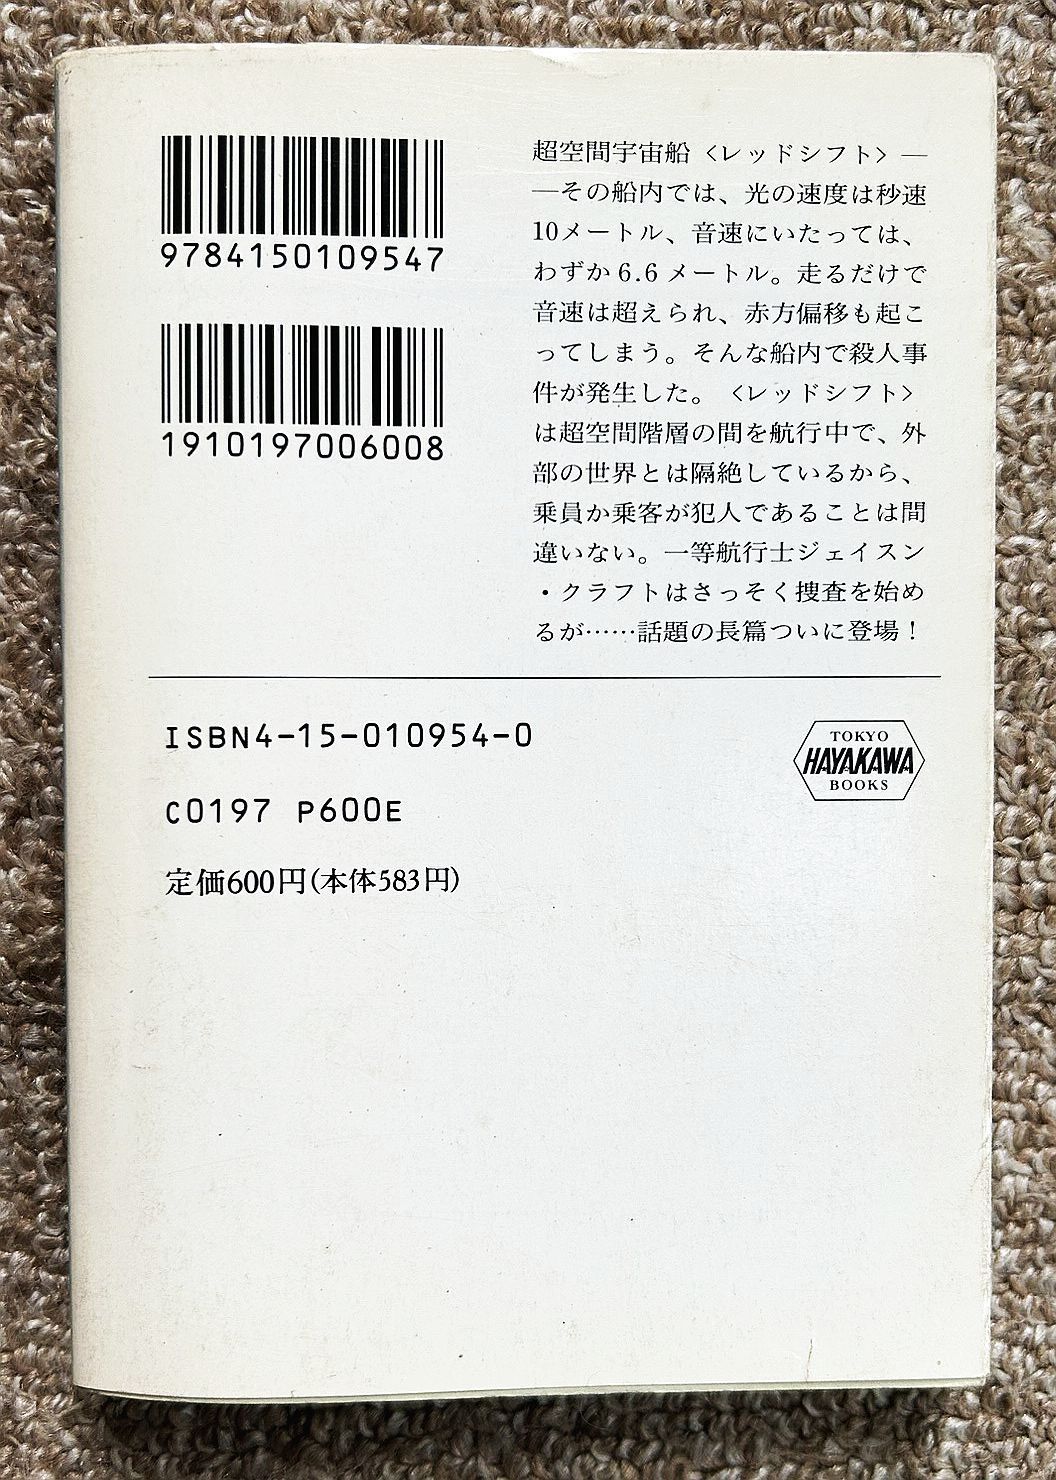 9784150109547
1910197006008
超空間宇宙船〈レッドシフト〉―
―その船内では、光の速度は秒速
10メートル、音速にいたっては、
わずか6.6メートル。走るだけで
音速は超えられ、赤方偏移も起こ
ってしまう。そんな船内で殺人事
件が発生した。〈レッドシフト〉
は超空間階層の間を航行中で、外
部の世界とは隔絶しているから、
乗員か乗客が犯人であることは間
違いない。一等航行士ジェイスン
・クラフトはさっそく捜査を始め
るが……話題の長篇ついに登場！
ISBN4-15-010954-0
C0197 P600E
定価600円(本体583円)
TOKYO
HAYAKAWA
BOOKS